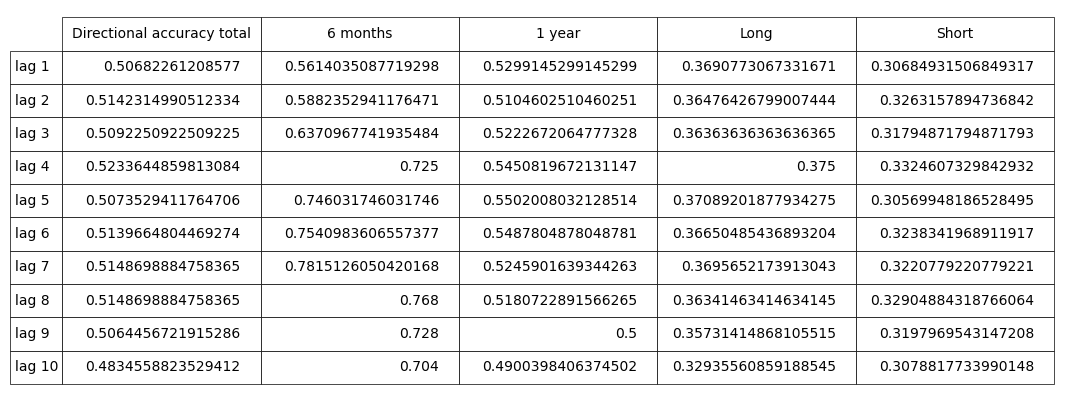 Directional accuracy total 6 months 1 year Long Short
lag 1 0.50682261208577 0.5614035087719298 0.5299145299145299 0.3690773067331671 0.30684931506849317
lag 2 0.5142314990512334 0.5882352941176471 0.5104602510460251 0.36476426799007444 0.3263157894736842
lag 3 0.5092250922509225 0.6370967741935484 0.5222672064777328 0.36363636363636365 0.31794871794871793
lag 4 0.5233644859813084 0.725 0.5450819672131147 0.375 0.3324607329842932
lag 5 0.5073529411764706 0.746031746031746 0.5502008032128514 0.37089201877934275 0.30569948186528495
lag 6 0.5139664804469274 0.7540983606557377 0.5487804878048781 0.36650485436893204 0.3238341968911917
lag 7 0.5148698884758365 0.7815126050420168 0.5245901639344263 0.3695652173913043 0.3220779220779221
lag 8 0.5148698884758365 0.768 0.5180722891566265 0.36341463414634145 0.32904884318766064
lag 9 0.5064456721915286 0.728 0.5 0.35731414868105515 0.3197969543147208
lag 10 0.4834558823529412 0.704 0.4900398406374502 0.32935560859188545 0.3078817733990148